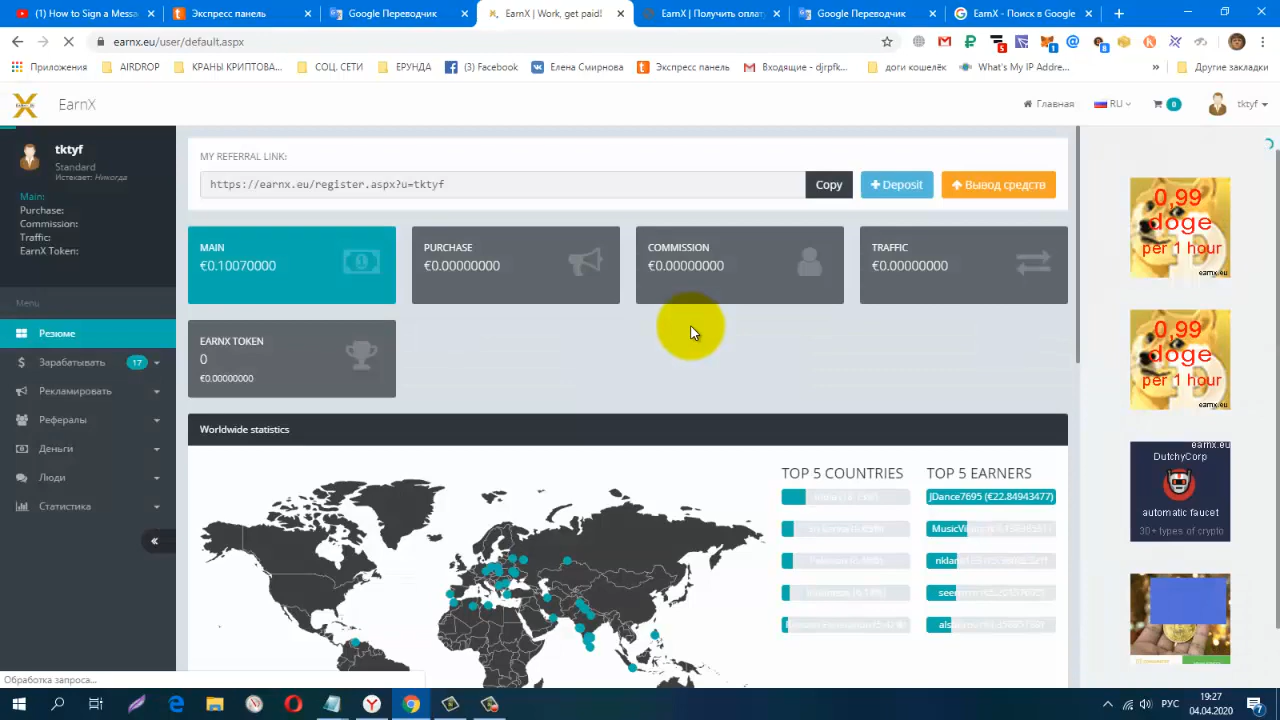 How to Sign a Messa
Экспресс панель
Google Переводчик
EarnX | Work, get paid!
EarnX | Получить оплату
Google Переводчик
EarnX - Поиск в Google
earnx.eu/user/default.aspx
Приложения
AIRDROP
КРАНЫ КРИПТОВА...
СОЦ. СЕТИ
ЕРУНДА
(3) Facebook
Елена Смирнова
Экспресс панель
Входящие - djrpfk...
доги кошелёк
What's My IP Addre...
»
Другие закладки
EarnX
Главная
RU
0
tktyf
tktyf
Standard
Истекает: Никогда
Main:
Purchase:
Commission:
Traffic:
EarnX Token:
Menu
Резюме
Зарабатывать 17
Рекламировать
Рефералы
Деньги
Люди
Статистика
«
MY REFERRAL LINK:
https://earnx.eu/register.aspx?u=tktyf
Copy
Deposit
Вывод средств
MAIN
€0.10070000
PURCHASE
€0.00000000
COMMISSION
€0.00000000
TRAFFIC
€0.00000000
EARNX TOKEN
0
€0.00000000
Worldwide statistics
TOP 5 COUNTRIES
TOP 5 EARNERS
JDance7695 (€22.84943477)
0,99
doge
per 1 hour
earnx.eu
0,99
doge
per 1 hour
earnx.eu
earnx.eu
DutchyCorp
automatic faucet
30+ types of crypto
Обработка запроса...
РУС
19:27
04.04.2020